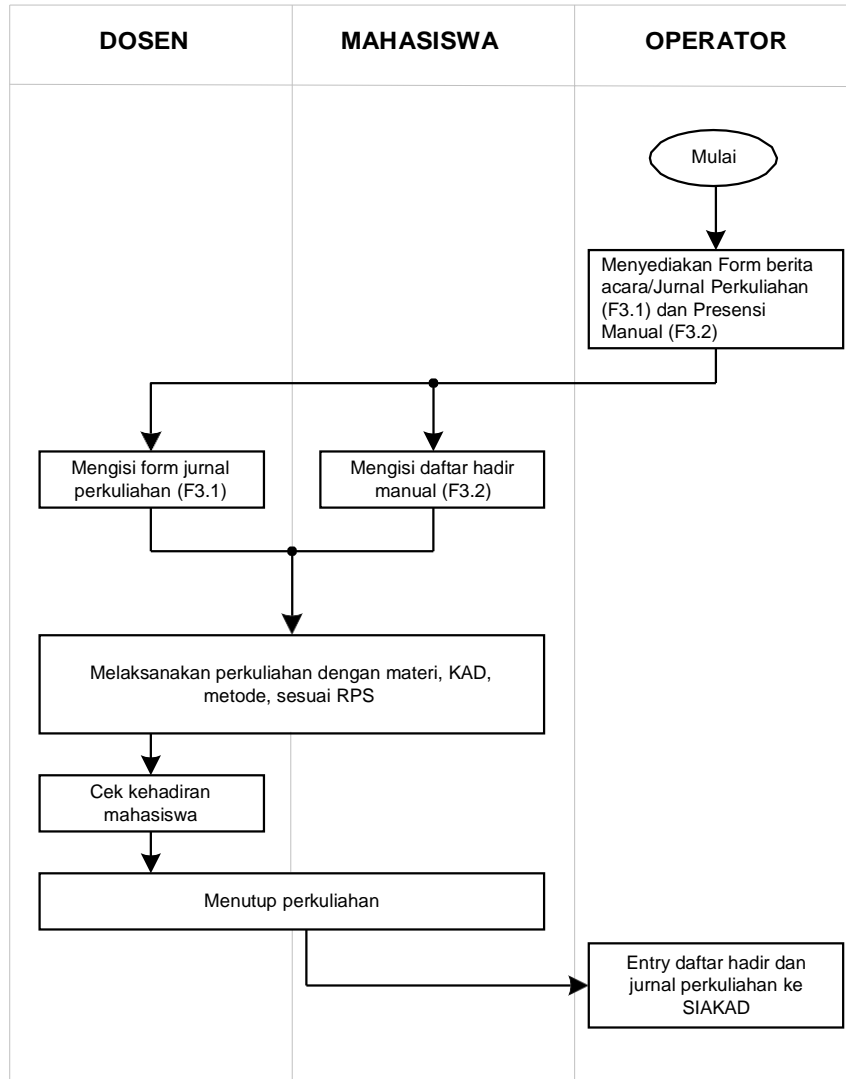 DOSEN
MAHASISWA
OPERATOR
Mulai
Menyediakan Form berita
acara/Jurnal Perkuliahan
(F3.1) dan Presensi
Manual (F3.2)
Mengisi form jurnal
perkuliahan (F3.1)
Mengisi daftar hadir
manual (F3.2)
Melaksanakan perkuliahan dengan materi, KAD,
metode, sesuai RPS
Cek kehadiran
mahasiswa
Menutup perkuliahan
Entry daftar hadir dan
jurnal perkuliahan ke
SIAKAD